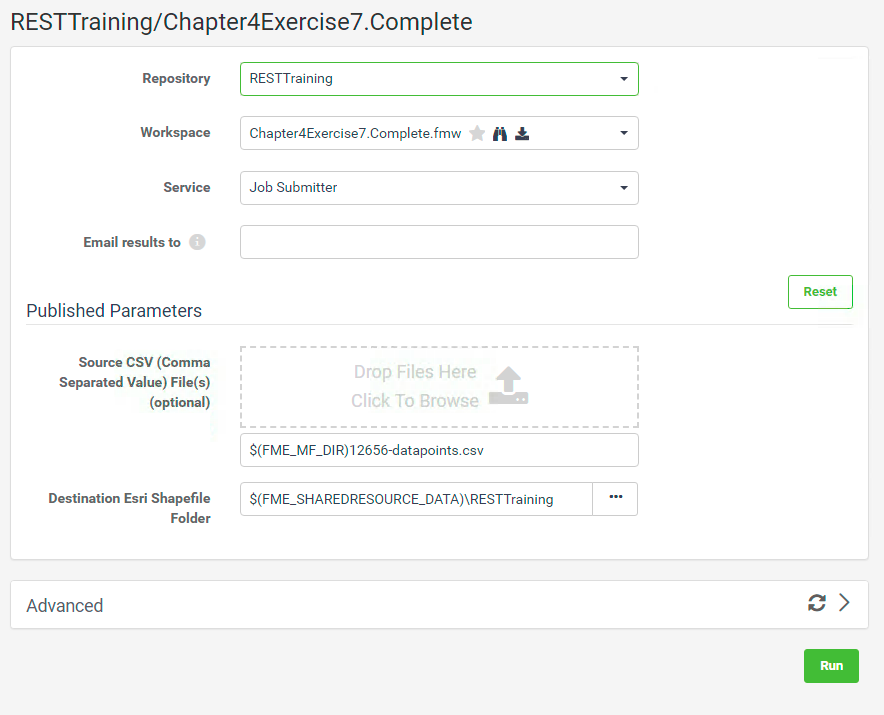 RESTTraining/Chapter4Exercise7.Complete
Repository
RESTTraining
Workspace
Chapter4Exercise7.Complete.fmw
Service
Job Submitter
Email results to
Reset
Published Parameters
Source CSV (Comma
Separated Value) File(s)
(optional)
Drop Files Here
Click To Browse
$(FME_MF_DIR)12656-datapoints.csv
Destination Esri Shapefile
Folder
$(FME_SHAREDRESOURCE_DATA)\RESTTraining
Advanced
Run